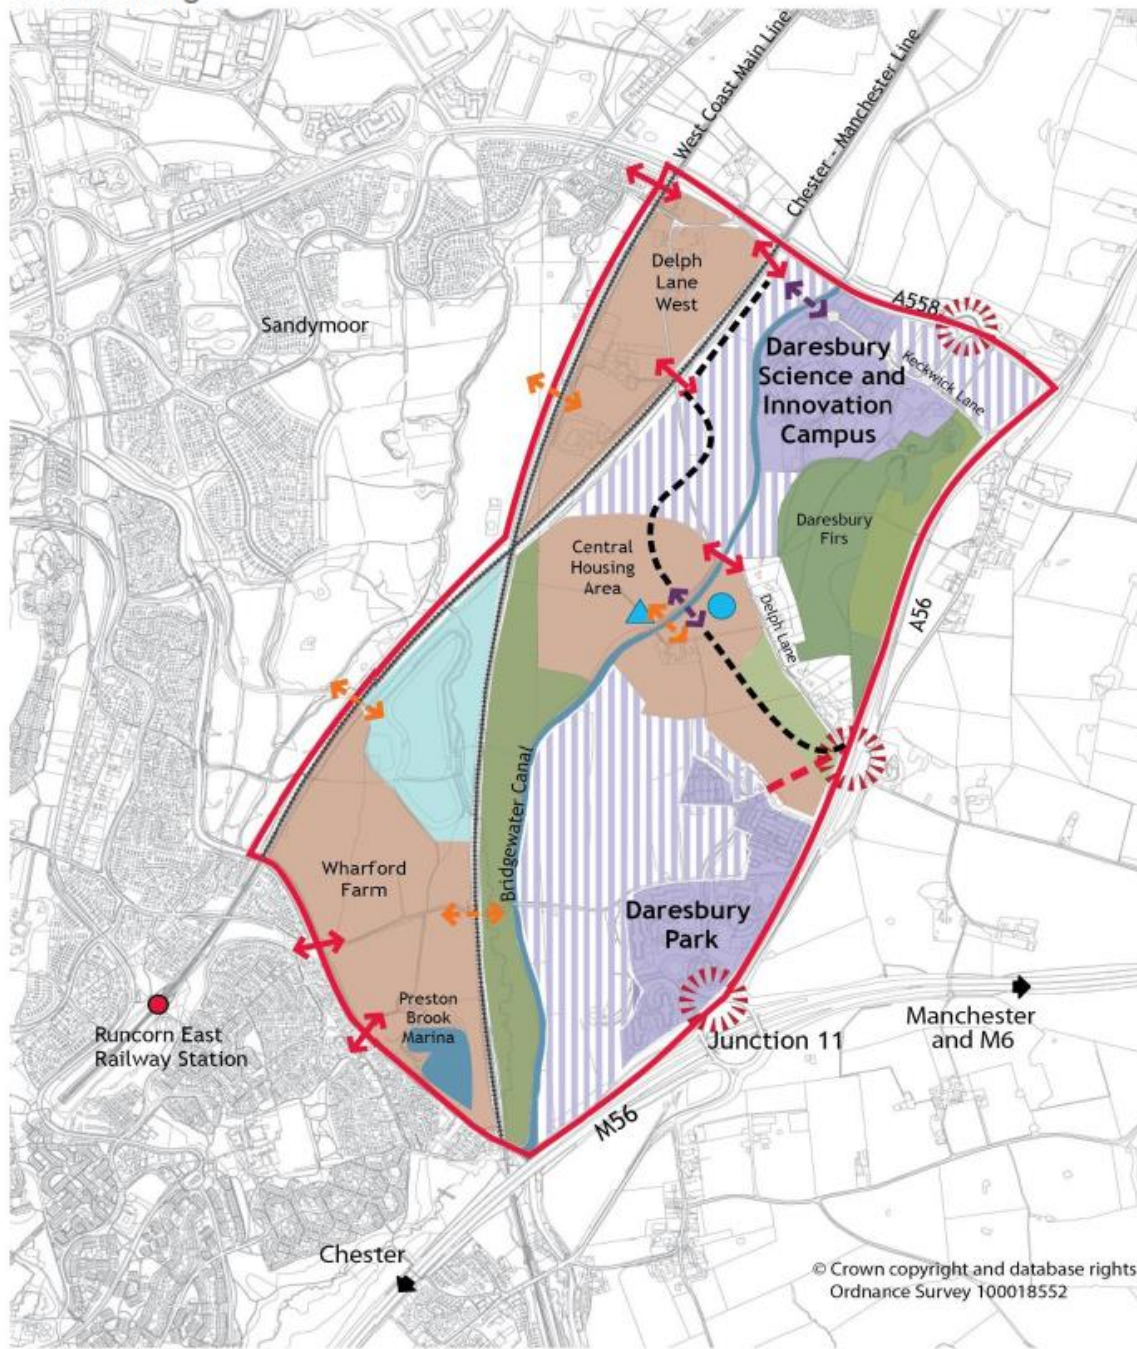 West Coast Main Line
Chester - Manchester Line
Delph
Lane
West
Sandymoor
A558
Keckwick Lane
Daresbury
Science and
Innovation
Campus
Daresbury
Firs
Central
Housing
Area
Delph Lane
A56
Bridgewater Canal
Wharford
Farm
Daresbury
Park
Preston
Brook
Marina
Runcorn East
Railway Station
Junction 11
Manchester
and M6
M56
Chester
© Crown copyright and database rights
Ordnance Survey 100018552